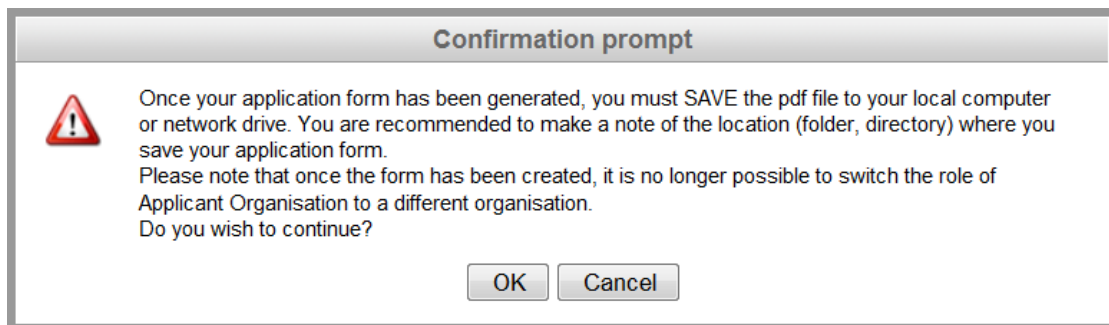 Confirmation prompt
Once your application form has been generated, you must SAVE the pdf file to your local computer
or network drive. You are recommended to make a note of the location (folder, directory) where you
save your application form.
Please note that once the form has been created, it is no longer possible to switch the role of
Applicant Organisation to a different organisation.
Do you wish to continue?
OK Cancel